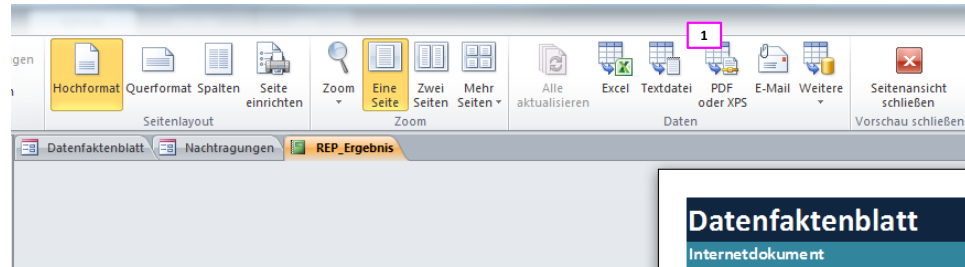 1
gen
n
Hochformat Querformat Spalten Seite einrichten
Zoom Eine Seite Zwei Seiten Mehr Seiten
Alle aktualisieren Excel Textdatei PDF oder XPS E-Mail Weitere
Seitenansicht schließen
Seitenlayout Zoom Daten Vorschau schließen
Datenfaktenblatt Nachtragungen REP_Ergebnis
Datenfaktenblatt
Internetdokument